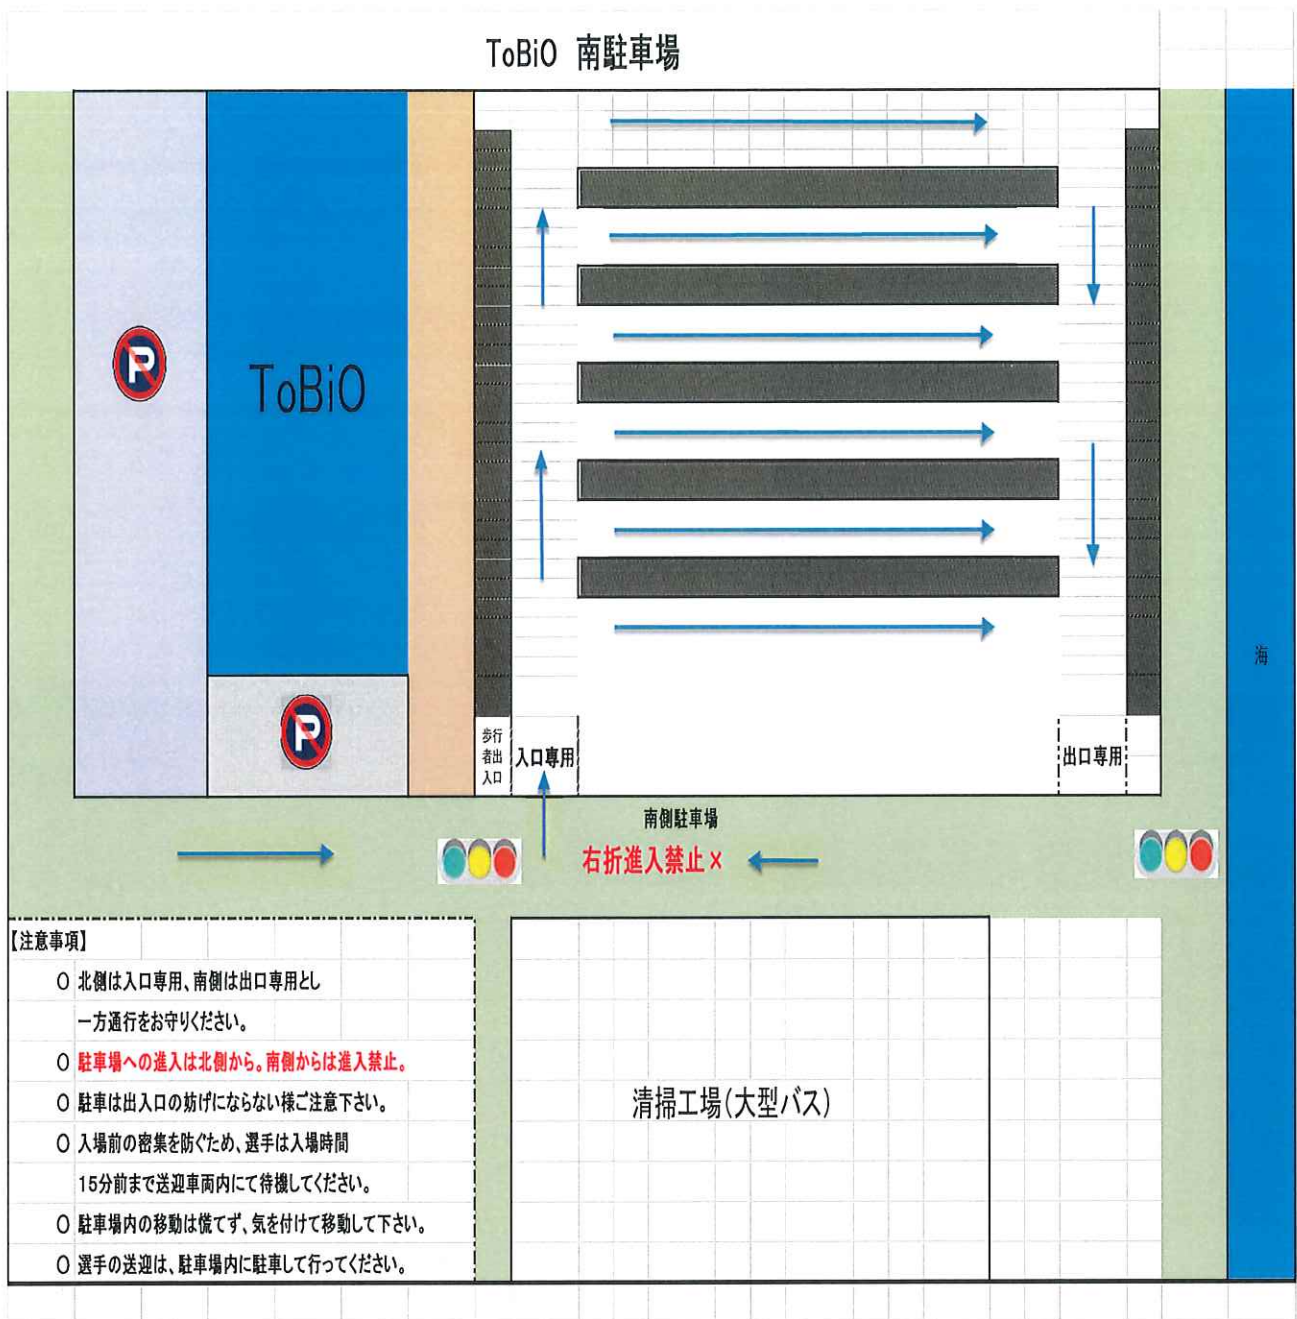 ToBiO 南駐車場
ToBiO
海
歩行
者出
入口
入口専用
出口専用
南側駐車場
右折進入禁止×
【注意事項】
○ 北側は入口専用、南側は出口専用とし
一方通行をお守りください。
○ 駐車場への進入は北側から。南側からは進入禁止。
○ 駐車は出入口の妨げにならない様ご注意下さい。
○ 入場前の密集を防ぐため、選手は入場時間
15分前まで送迎車両内にて待機してください。
○ 駐車場内の移動は慌てず、気を付けて移動して下さい。
○ 選手の送迎は、駐車場内に駐車して行ってください。
清掃工場(大型バス)